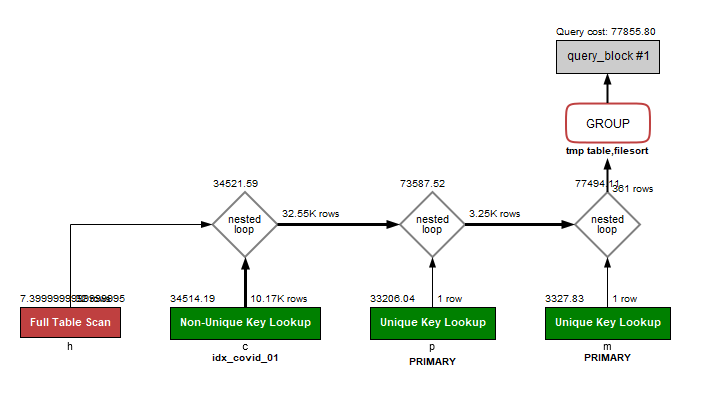 Query cost: 77855.80
query_block #1
GROUP
tmp table,filesort
34521.59
73587.52
77494.11
361 rows
32.55K rows
3.25K rows
nested
loop
nested
loop
nested
loop
rows
34514.19
10.17K rows
33206.04
1 row
3327.83
1 row
Full Table Scan
Non-Unique Key Lookup
Unique Key Lookup
Unique Key Lookup
h
c
p
m
idx_covid_01
PRIMARY
PRIMARY